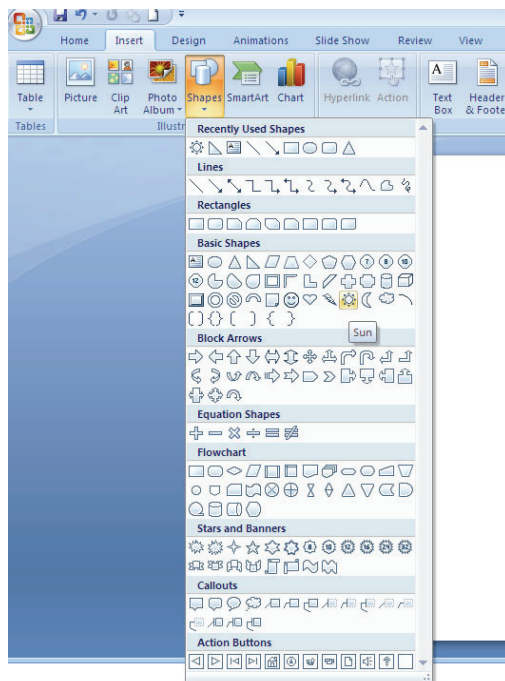 Home Insert Design Animations Slide Show Review View
Table Picture Clip Art Photo Album Shapes SmartArt Chart Hyperlink Action Text Box Header & Foote
Tables Illustr
Recently Used Shapes
Lines
Rectangles
Basic Shapes
Sun
Block Arrows
Equation Shapes
Flowchart
Stars and Banners
Callouts
Action Buttons